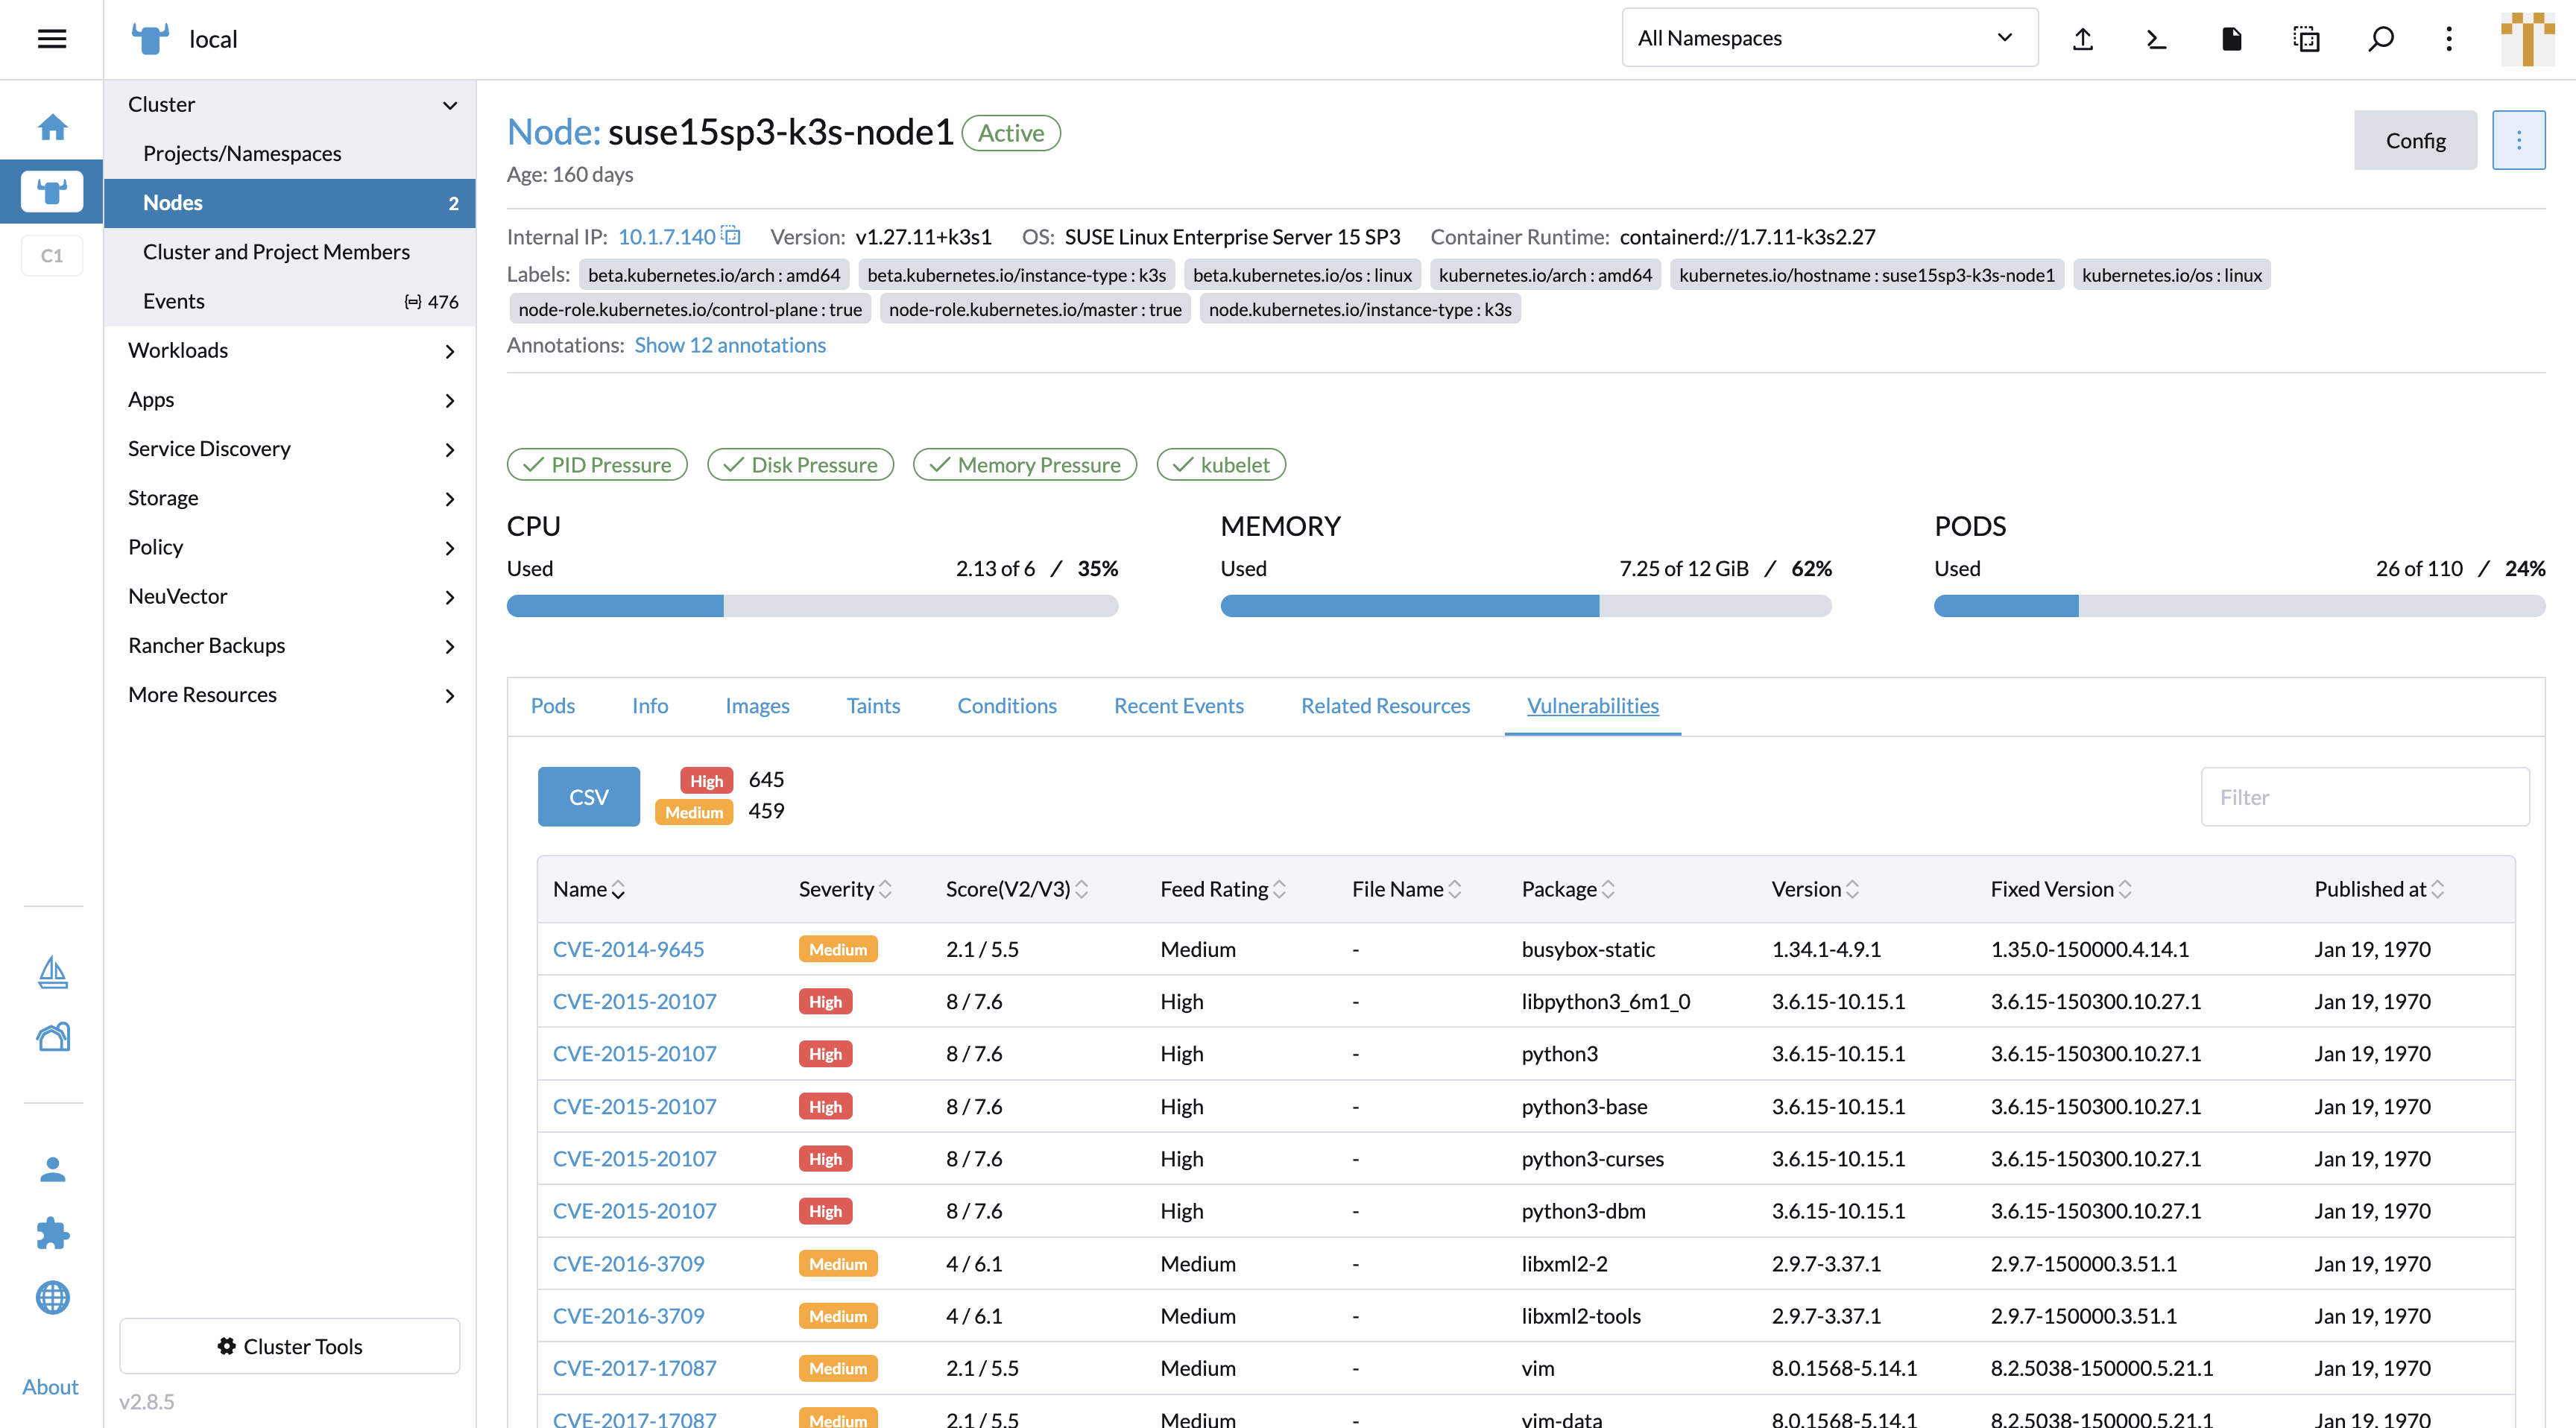 local
All Namespaces
C1
About
Cluster
Projects/Namespaces
Nodes 2
Cluster and Project Members
Events 476
Workloads
Apps
Service Discovery
Storage
Policy
NeuVector
Rancher Backups
More Resources
Cluster Tools
v2.8.5
Node: suse15sp3-k3s-node1 Active
Config
Age: 160 days
Internal IP: 10.1.7.140 Version: v1.27.11+k3s1 OS: SUSE Linux Enterprise Server 15 SP3 Container Runtime: containerd://1.7.11-k3s2.27
Labels: beta.kubernetes.io/arch : amd64 beta.kubernetes.io/instance-type : k3s beta.kubernetes.io/os : linux kubernetes.io/arch : amd64 kubernetes.io/hostname : suse15sp3-k3s-node1 kubernetes.io/os : linux
node-role.kubernetes.io/control-plane : true node-role.kubernetes.io/master : true node.kubernetes.io/instance-type : k3s
Annotations: Show 12 annotations
PID Pressure Disk Pressure Memory Pressure kubelet
CPU MEMORY PODS
Used 2.13 of 6 / 35% Used 7.25 of 12 GiB / 62% Used 26 of 110 / 24%
Pods Info Images Taints Conditions Recent Events Related Resources Vulnerabilities
CSV
High 645
Medium 459
Filter
Name Severity Score(V2/V3) Feed Rating File Name Package Version Fixed Version Published at
CVE-2014-9645 Medium 2.1 / 5.5 Medium - busybox-static 1.34.1-4.9.1 1.35.0-150000.4.14.1 Jan 19, 1970
CVE-2015-20107 High 8 / 7.6 High - libpython3_6m1_0 3.6.15-10.15.1 3.6.15-150300.10.27.1 Jan 19, 1970
CVE-2015-20107 High 8 / 7.6 High - python3 3.6.15-10.15.1 3.6.15-150300.10.27.1 Jan 19, 1970
CVE-2015-20107 High 8 / 7.6 High - python3-base 3.6.15-10.15.1 3.6.15-150300.10.27.1 Jan 19, 1970
CVE-2015-20107 High 8 / 7.6 High - python3-curses 3.6.15-10.15.1 3.6.15-150300.10.27.1 Jan 19, 1970
CVE-2015-20107 High 8 / 7.6 High - python3-dbm 3.6.15-10.15.1 3.6.15-150300.10.27.1 Jan 19, 1970
CVE-2016-3709 Medium 4 / 6.1 Medium - libxml2-2 2.9.7-3.37.1 2.9.7-150000.3.51.1 Jan 19, 1970
CVE-2016-3709 Medium 4 / 6.1 Medium - libxml2-tools 2.9.7-3.37.1 2.9.7-150000.3.51.1 Jan 19, 1970
CVE-2017-17087 Medium 2.1 / 5.5 Medium - vim 8.0.1568-5.14.1 8.2.5038-150000.5.21.1 Jan 19, 1970
CVE-2017-17087 Medium 2.1 / 5.5 Medium - vim-data 8.0.1568-5.14.1 8.2.5038-150000.5.21.1 Jan 19, 1970